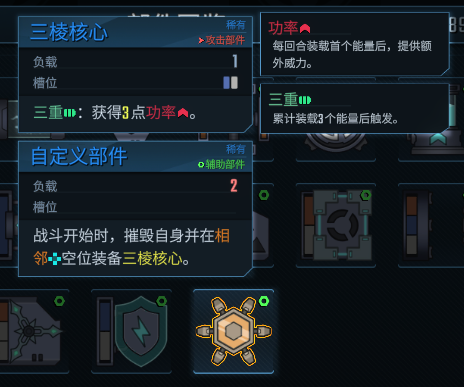 三棱核心
稀有
攻击部件
负载 1
槽位
三重：获得3点功率。
自定义部件
稀有
辅助部件
负载 2
槽位
战斗开始时，摧毁自身并在相
邻空位装备三棱核心。
功率
每回合装载首个能量后，提供额
外威力。
三重
累计装载3个能量后触发。